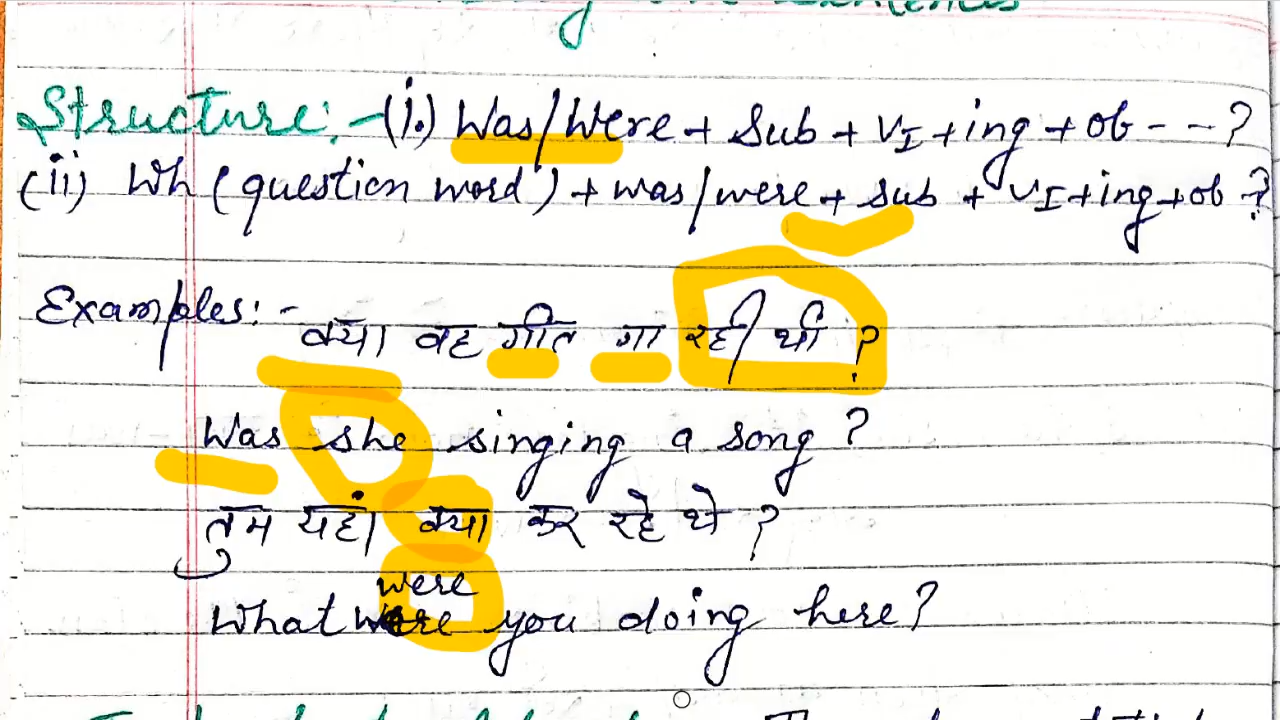 Structure:- (i.) Was/Were + Sub + VI + ing + ob - - ?
(ii) Wh (question word) + was/were + sub + VI + ing + ob ?
Examples:-
क्या वह गीत गा रही थी ?
Was she singing a song ?
तुम यहां क्या कर रहे थे ?
were
What were you doing here ?